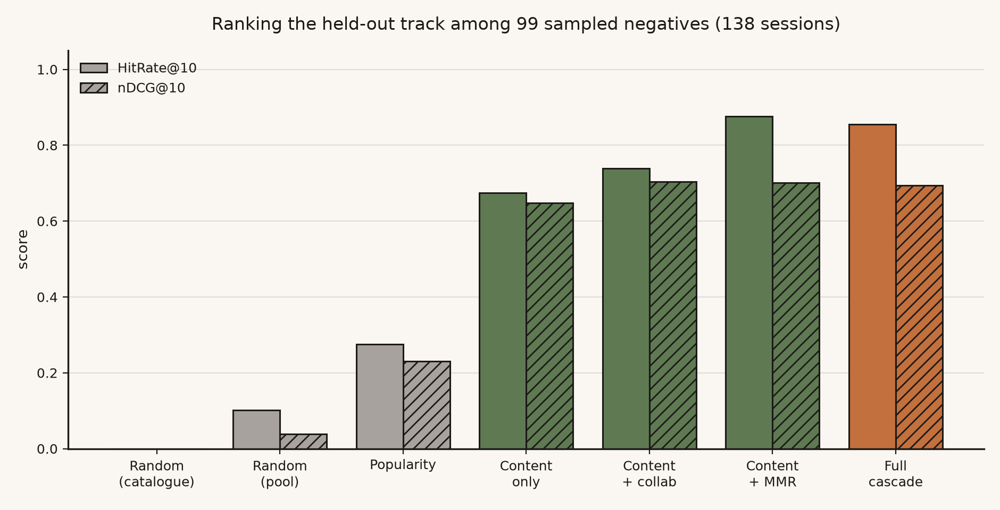 Ranking the held-out track among 99 sampled negatives (138 sessions)
HitRate@10
nDCG@10
score
1.0
0.8
0.6
0.4
0.2
0.0
Random
(catalogue)
Random
(pool)
Popularity
Content
only
Content
+ collab
Content
+ MMR
Full
cascade